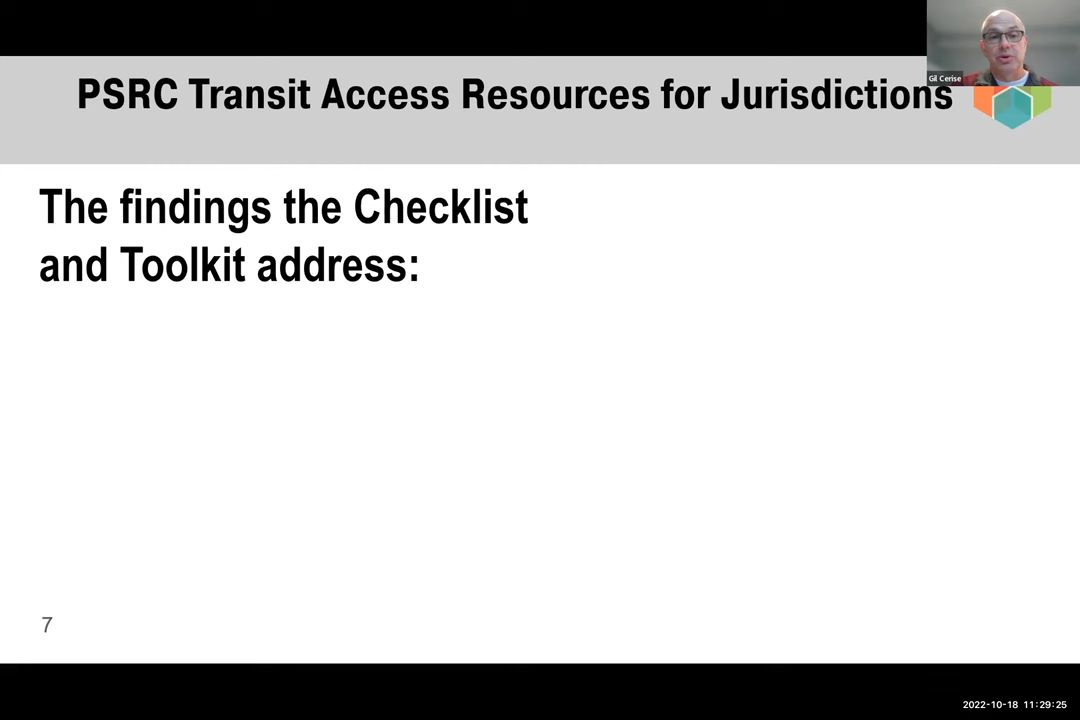 PSRC Transit Access Resources for Jurisdictions
Gil Cerise
The findings the Checklist
and Toolkit address:
7
2022-10-18 11:29:25